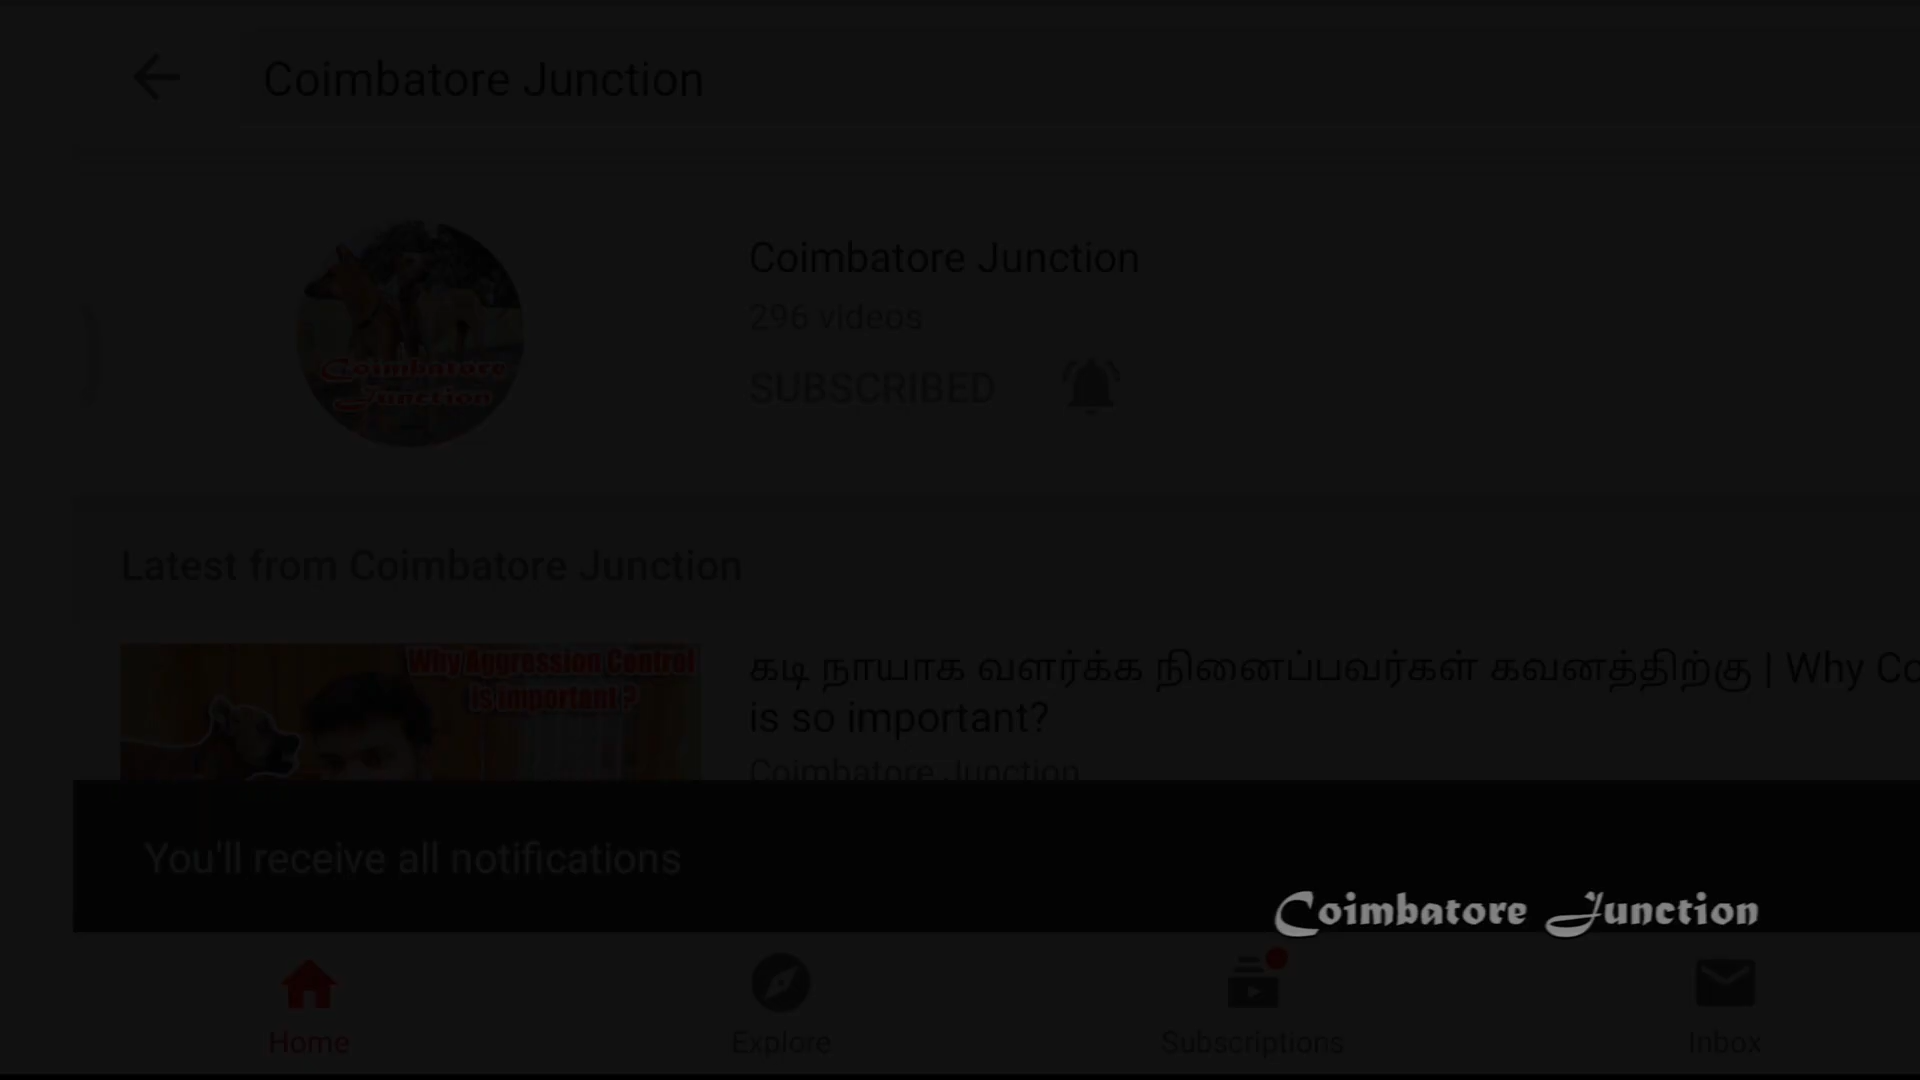 Coimbatore Junction
Coimbatore Junction
296 videos
SUBSCRIBED
Coimbatore
Junction
Latest from Coimbatore Junction
Why Aggression Control
is important ?
கடி நாயாக வளர்க்க நினைப்பவர்கள் கவனத்திற்கு | Why
is so important?
Coimbatore Junction
You'll receive all notifications
Coimbatore Junction
Home
Explore
Subscriptions
Inbox